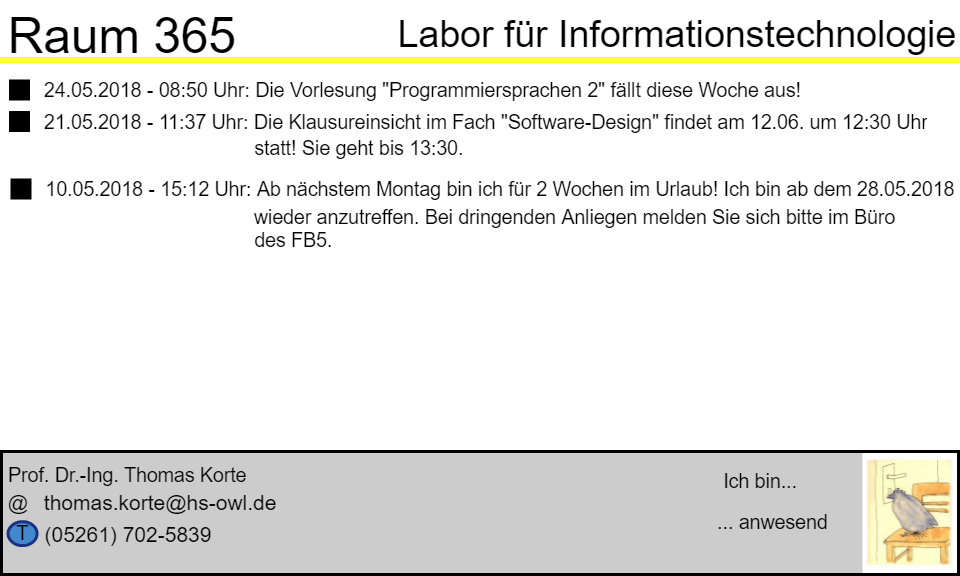 Raum 365
Labor für Informationstechnologie
24.05.2018 - 08:50 Uhr: Die Vorlesung "Programmiersprachen 2" fällt diese Woche aus!
21.05.2018 - 11:37 Uhr: Die Klausureinsicht im Fach "Software-Design" findet am 12.06. um 12:30 Uhr
statt! Sie geht bis 13:30.
10.05.2018 - 15:12 Uhr: Ab nächstem Montag bin ich für 2 Wochen im Urlaub! Ich bin ab dem 28.05.2018
wieder anzutreffen. Bei dringenden Anliegen melden Sie sich bitte im Büro
des FB5.
Prof. Dr.-Ing. Thomas Korte
@ thomas.korte@hs-owl.de
T (05261) 702-5839
Ich bin...
... anwesend